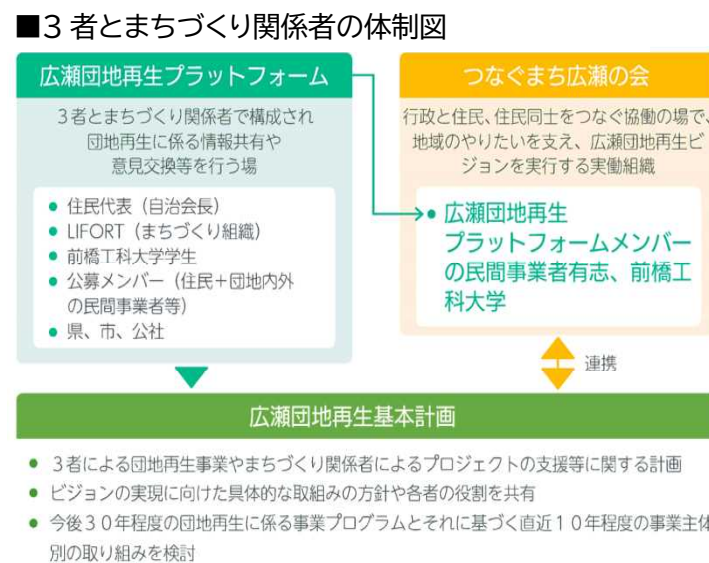 ■３者とまちづくり関係者の体制図
広瀬団地再生プラットフォーム
３者とまちづくり関係者で構成され
団地再生に係る情報共有や
意見交換等を行う場
● 住民代表（自治会長）
● LIFORT（まちづくり組織）
● 前橋工科大学学生
● 公募メンバー（住民＋団地内外
の民間事業者等）
● 県、市、公社
つなぐまち広瀬の会
行政と住民、住民同士をつなぐ協働の場で、
地域のやりたいを支え、広瀬団地再生ビ
ジョンを実行する実働組織
• 広瀬団地再生
プラットフォームメンバー
の民間事業者有志、前橋工
科大学
連携
広瀬団地再生基本計画
● ３者による団地再生事業やまちづくり関係者によるプロジェクトの支援等に関する計画
● ビジョンの実現に向けた具体的な取組みの方針や各者の役割を共有
● 今後３０年程度の団地再生に係る事業プログラムとそれに基づく直近１０年程度の事業主体
別の取り組みを検討